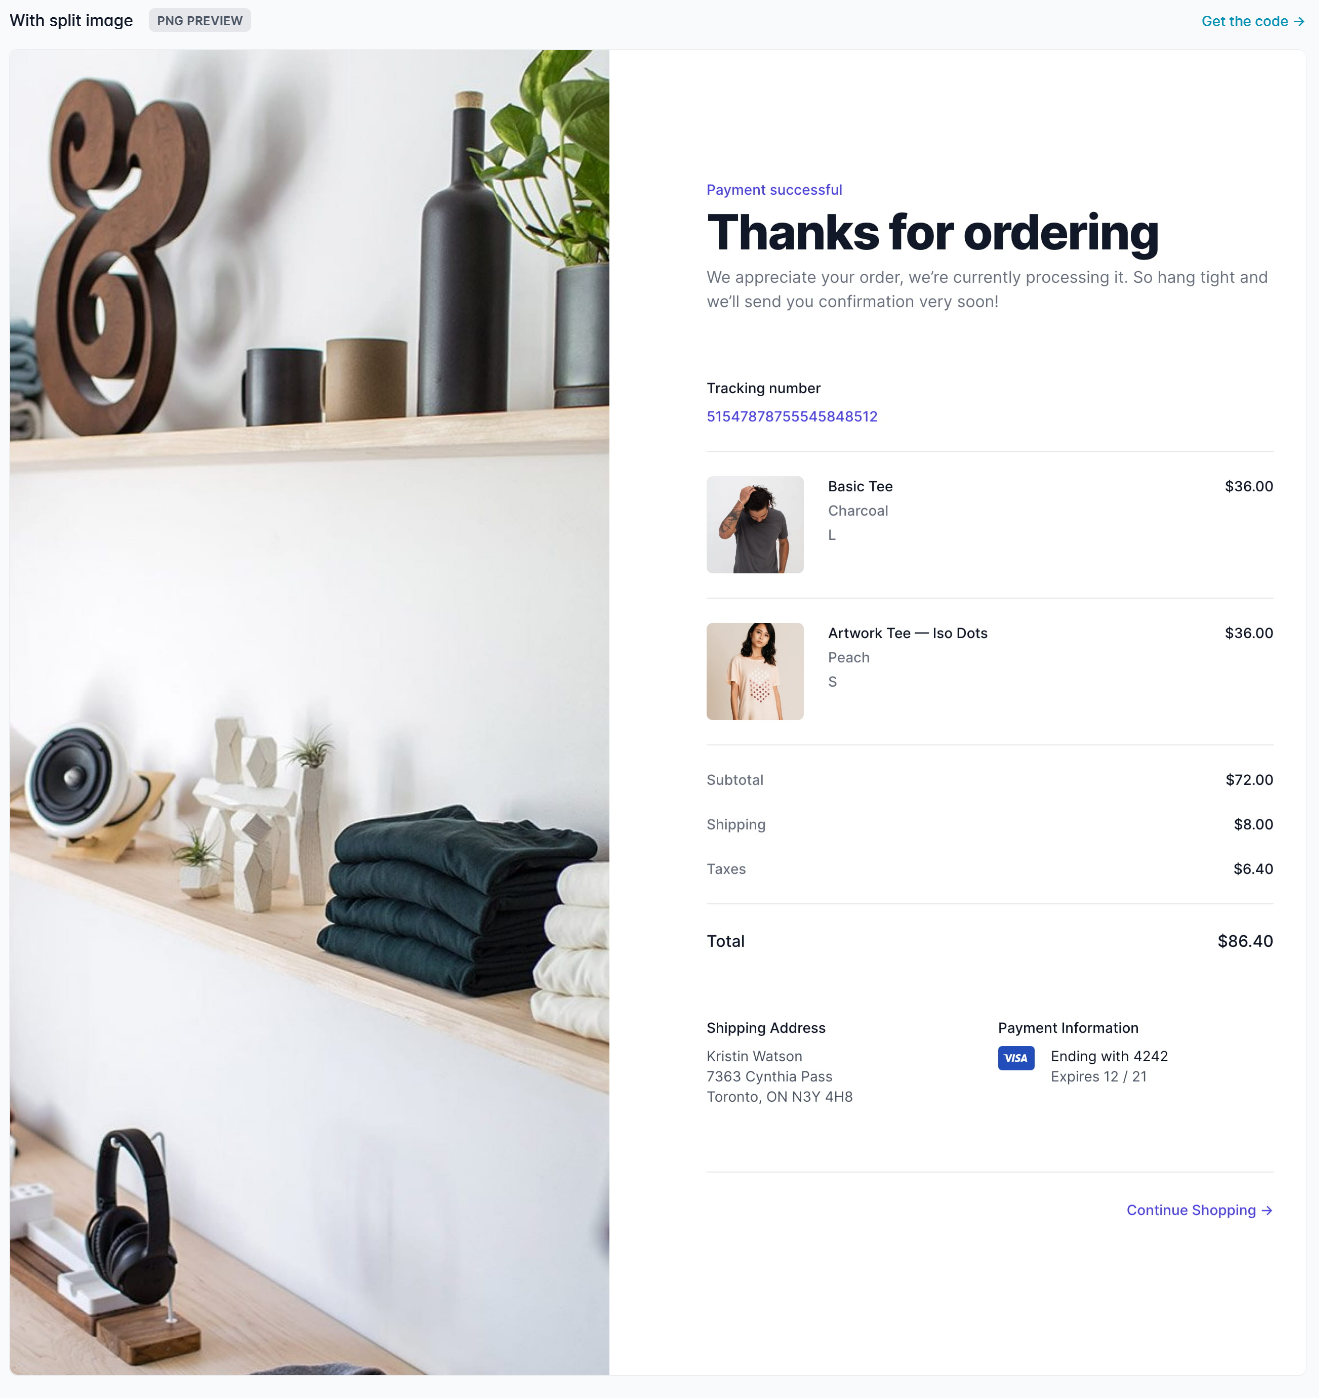 With split image
PNG PREVIEW
Get the code →
Payment successful
Thanks for ordering
We appreciate your order, we’re currently processing it. So hang tight and
we’ll send you confirmation very soon!
Tracking number
51547878755545848512
Basic Tee
$36.00
Charcoal
L
Artwork Tee — Iso Dots
$36.00
Peach
S
Subtotal
$72.00
Shipping
$8.00
Taxes
$6.40
Total
$86.40
Shipping Address
Kristin Watson
7363 Cynthia Pass
Toronto, ON N3Y 4H8
Payment Information
VISA
Ending with 4242
Expires 12 / 21
Continue Shopping →